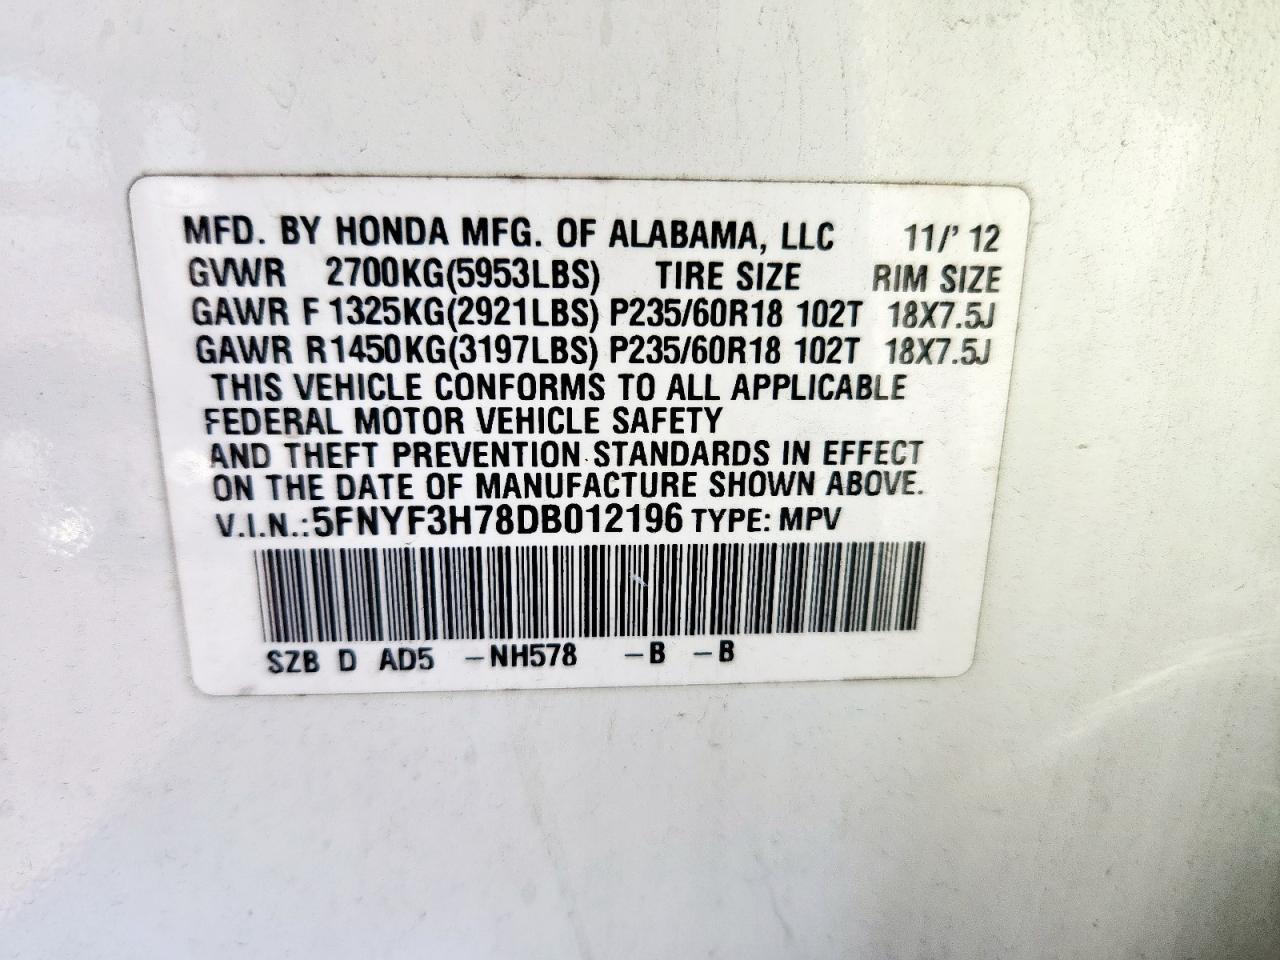 MFD. BY HONDA MFG. OF ALABAMA, LLC 11/' 12
GVWR 2700KG(5953LBS) TIRE SIZE RIM SIZE
GAWR F 1325KG(2921LBS) P235/60R18 102T 18X7.5J
GAWR R1450KG(3197LBS) P235/60R18 102T 18X7.5J
THIS VEHICLE CONFORMS TO ALL APPLICABLE
FEDERAL MOTOR VEHICLE SAFETY
AND THEFT PREVENTION STANDARDS IN EFFECT
ON THE DATE OF MANUFACTURE SHOWN ABOVE.
V.I.N.:5FNYF3H78DB012196 TYPE: MPV
SZB D AD5 -NH578 -B -B